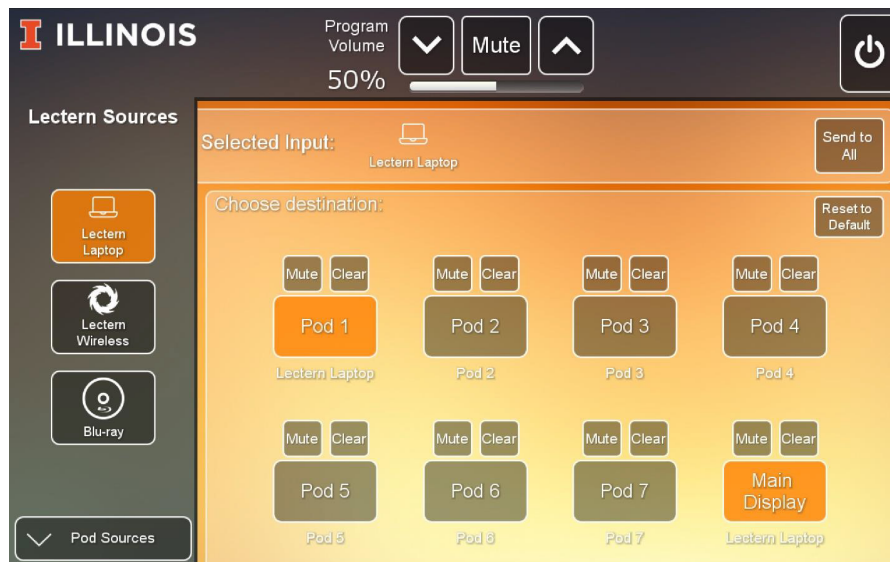 I ILLINOIS
Program
Volume
50%
Mute
Lectern Sources
Lectern
Laptop
Lectern
Wireless
Blu-ray
Pod Sources
Selected Input:
Lectern Laptop
Send to
All
Choose destination:
Reset to
Default
Mute Clear Mute Clear Mute Clear Mute Clear
Pod 1 Pod 2 Pod 3 Pod 4
Lectern Laptop Pod 2 Pod 3 Pod 4
Mute Clear Mute Clear Mute Clear Mute Clear
Pod 5 Pod 6 Pod 7 Main
Display
Pod 5 Pod 6 Pod 7 Lectern Laptop